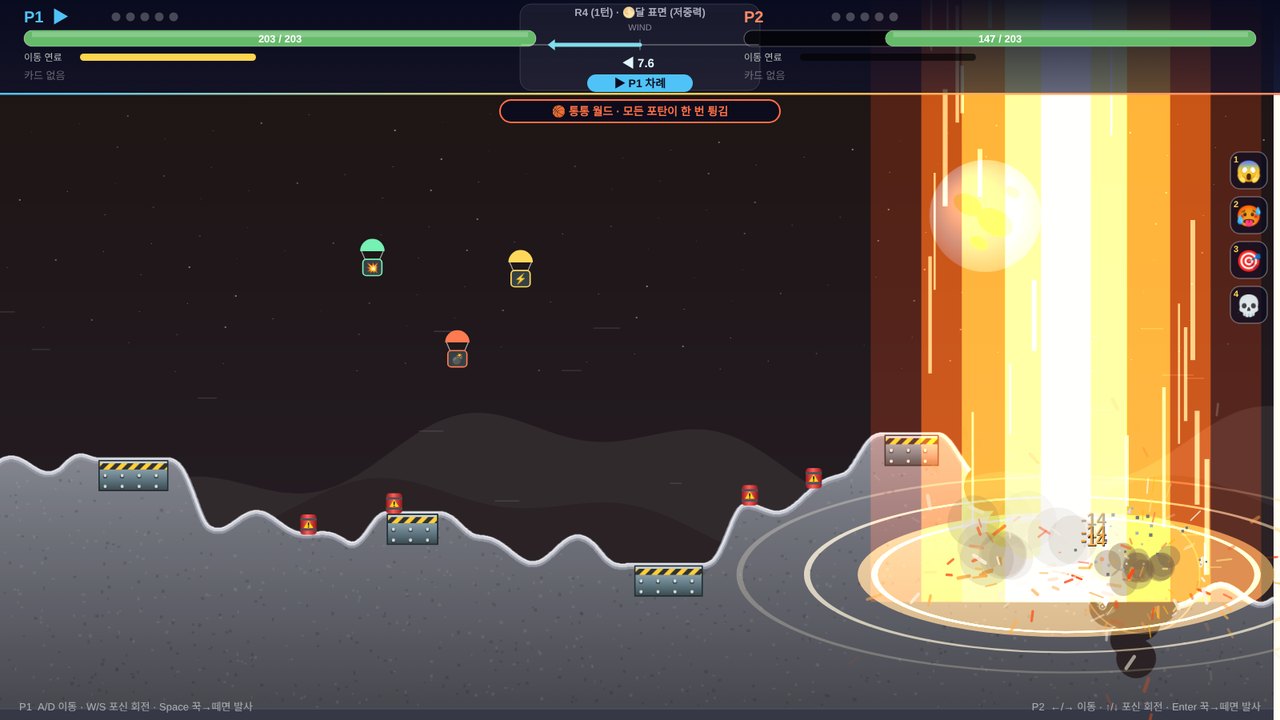 P1 ▶
R4 (1턴) · 🌕달 표면 (저중력)
P2
WIND
203 / 203
147 / 203
이동 연료
◀ 7.6
이동 연료
카드 없음
▶ P1 차례
카드 없음
🏀 통통 월드 · 모든 포탄이 한 번 튕김
1
2
3
4
-14
-14
-14
P1 A/D 이동 · W/S 포신 회전 · Space 꾹→떼면 발사
P2 ←/→ 이동 · ↑/↓ 포신 회전 · Enter 꾹→떼면 발사